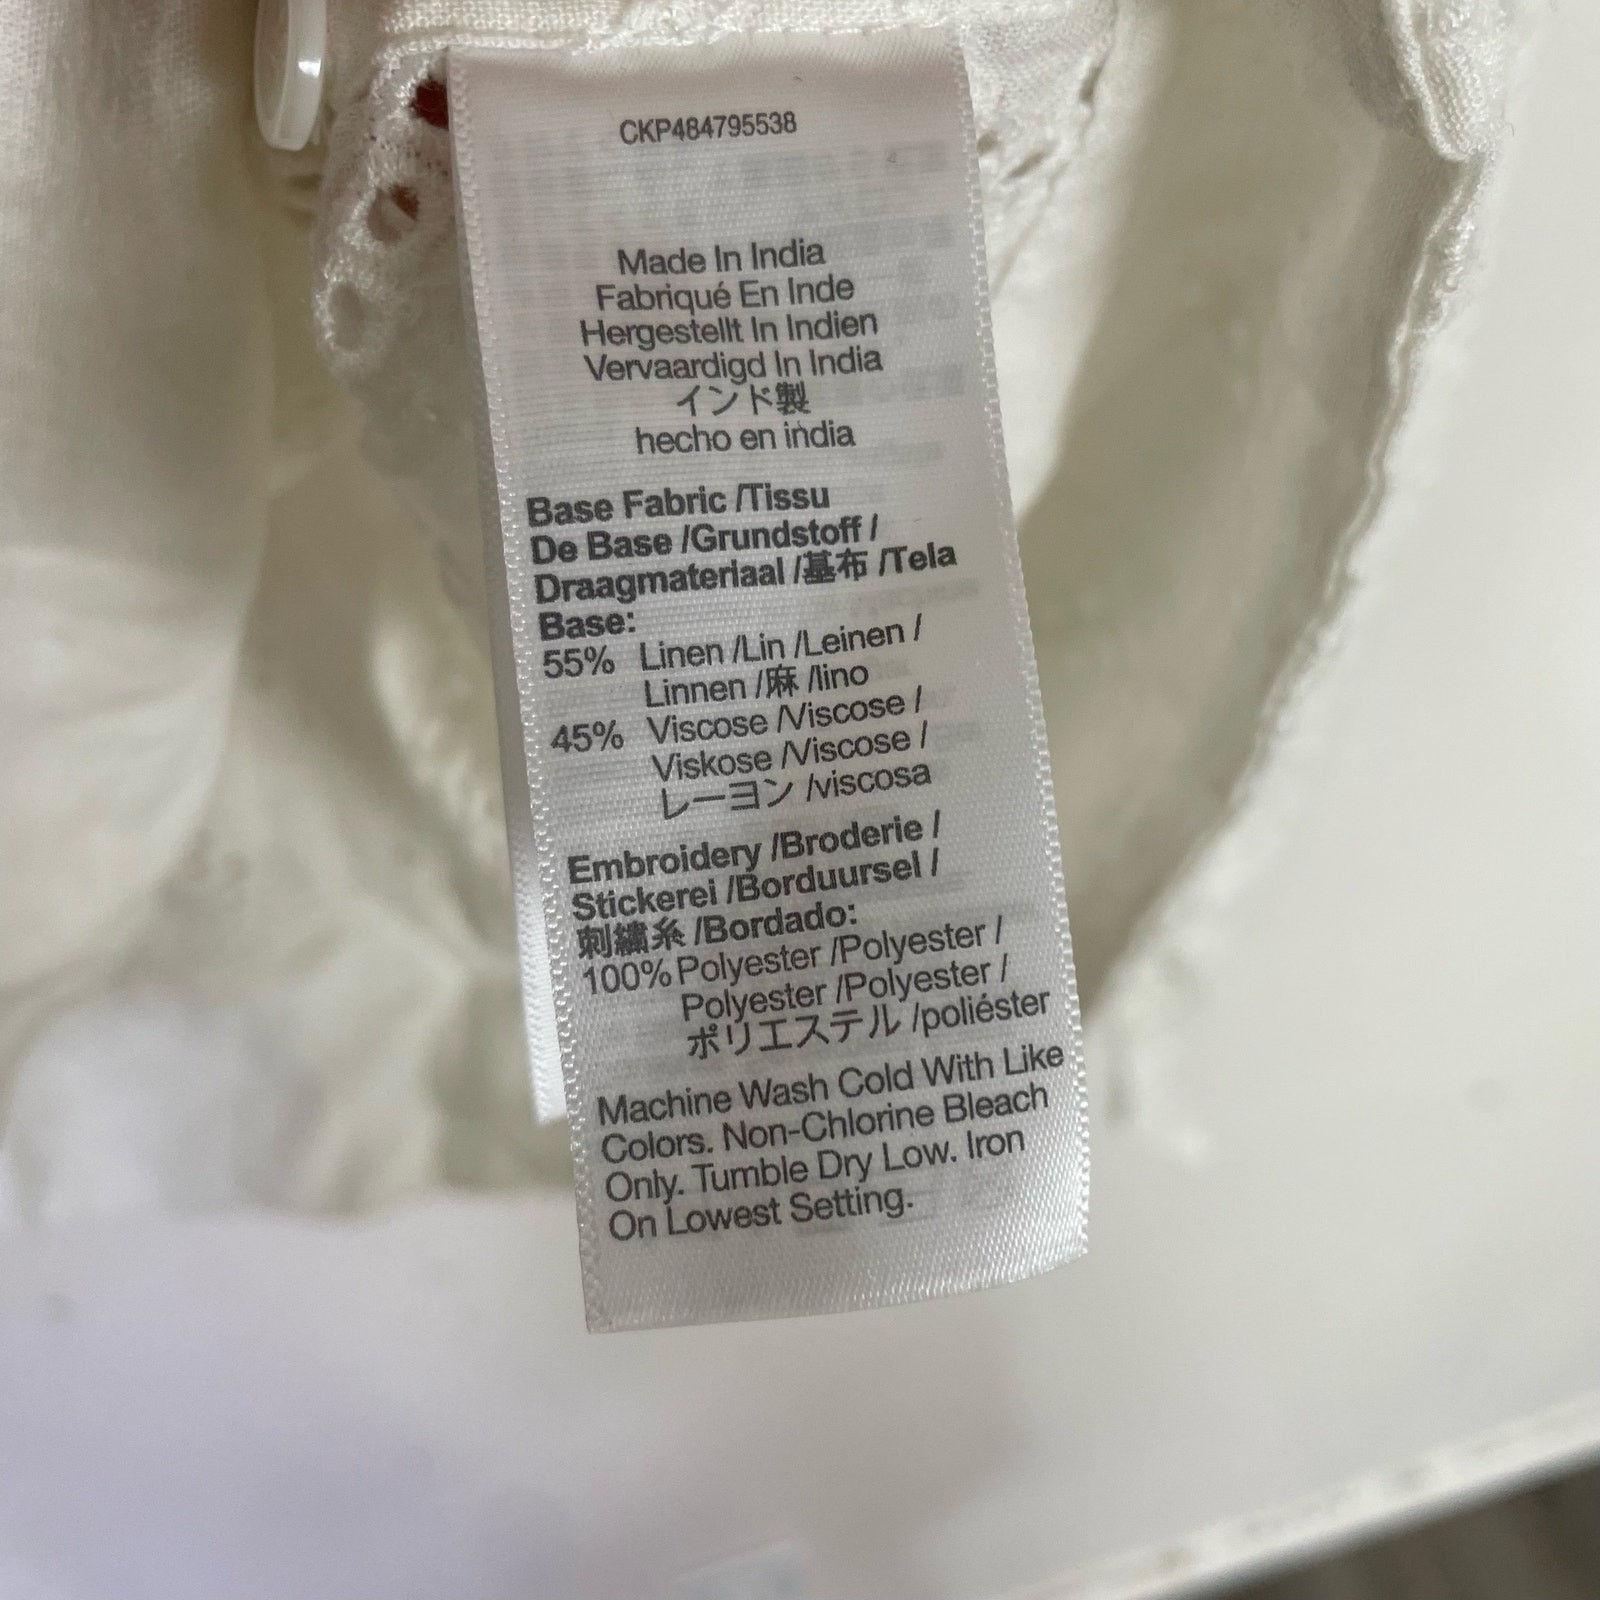 CKP484795538
Made In India
Fabriqué En Inde
Hergestellt In Indien
Vervaardigd In India
インド製
hecho en india
Base Fabric /Tissu
De Base /Grundstoff /
Draagmateriaal /基布 /Tela
Base:
55% Linen /Lin /Leinen /
Linnen /麻 /lino
45% Viscose /Viscose /
Viskose /Viscose /
レーヨン /viscosa
Embroidery /Broderie /
Stickerei /Borduursel /
刺繍糸 /Bordado:
100% Polyester /Polyester /
Polyester /Polyester /
ポリエステル /poliéster
Machine Wash Cold With Like
Colors. Non-Chlorine Bleach
Only. Tumble Dry Low. Iron
On Lowest Setting.